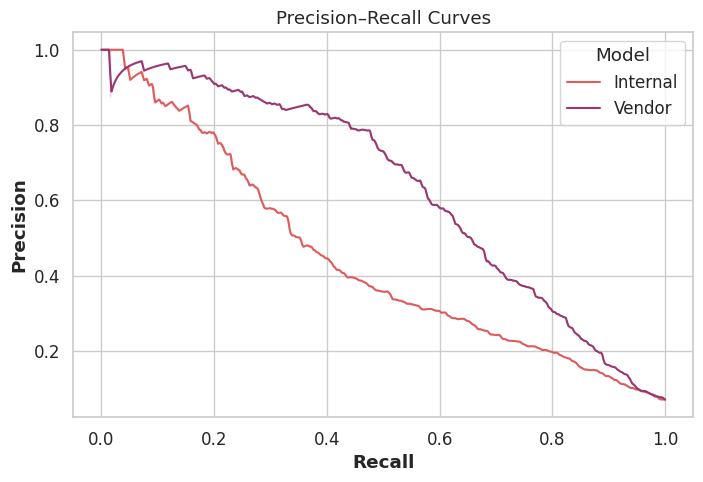 Precision–Recall Curves
Model
Internal
Vendor
Precision
1.0
0.8
0.6
0.4
0.2
0.0
0.2
0.4
0.6
0.8
1.0
Recall